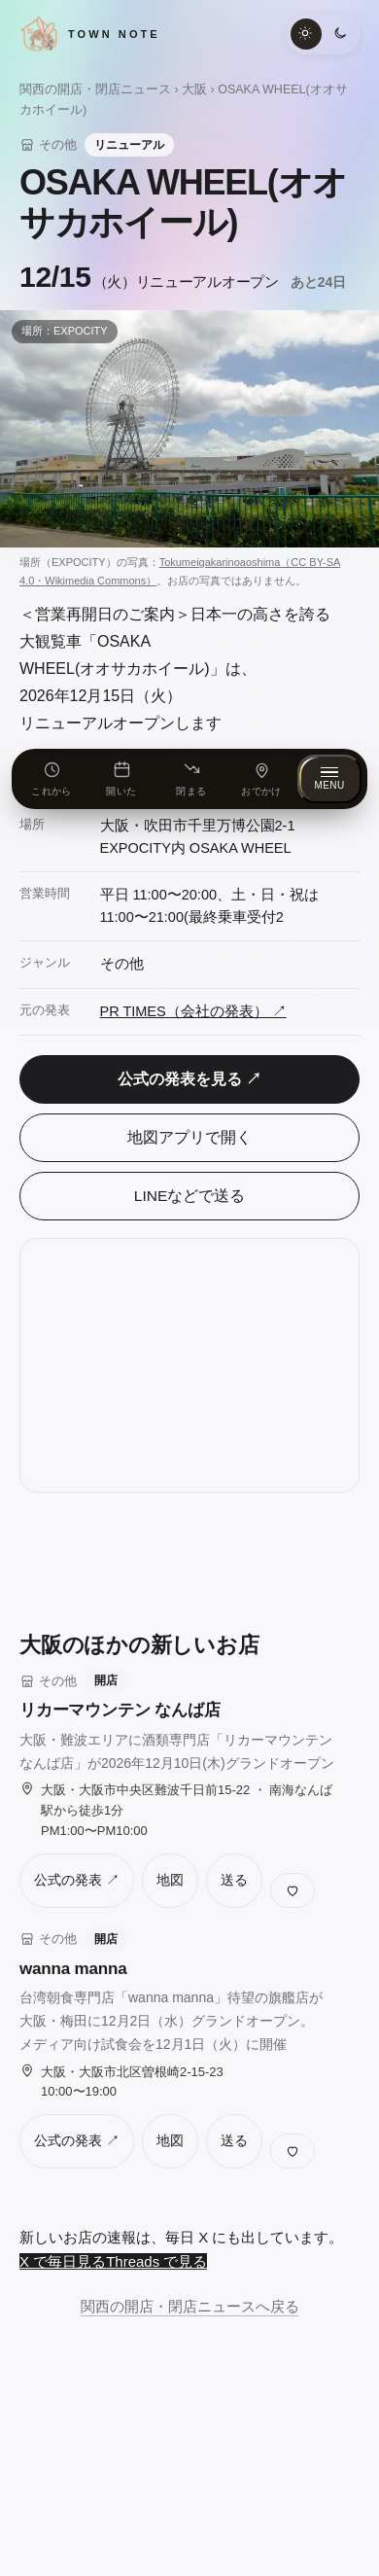 TOWN NOTE
関西の開店・閉店ニュース › 大阪 › OSAKA WHEEL(オオサ
カホイール)
その他 リニューアル
OSAKA WHEEL(オオ
サカホイール)
12/15（火）リニューアルオープン あと24日
場所：EXPOCITY
場所（EXPOCITY）の写真：Tokumeigakarinoaoshima（CC BY-SA
4.0・Wikimedia Commons）。お店の写真ではありません。
＜営業再開日のご案内＞日本一の高さを誇る
大観覧車「OSAKA
WHEEL(オオサカホイール)」は、
2026年12月15日（火）
リニューアルオープンします
これから 開いた 閉まる おでかけ MENU
場所 大阪・吹田市千里万博公園2-1
EXPOCITY内 OSAKA WHEEL
営業時間 平日 11:00〜20:00、土・日・祝は
11:00〜21:00(最終乗車受付2
ジャンル その他
元の発表 PR TIMES（会社の発表） ↗
公式の発表を見る ↗
地図アプリで開く
LINEなどで送る
大阪のほかの新しいお店
その他 開店
リカーマウンテン なんば店
大阪・難波エリアに酒類専門店「リカーマウンテン
なんば店」が2026年12月10日(木)グランドオープン
大阪・大阪市中央区難波千日前15-22 ・ 南海なんば
駅から徒歩1分
PM1:00〜PM10:00
公式の発表 ↗ 地図 送る
その他 開店
wanna manna
台湾朝食専門店「wanna manna」待望の旗艦店が
大阪・梅田に12月2日（水）グランドオープン。
メディア向け試食会を12月1日（火）に開催
大阪・大阪市北区曽根崎2-15-23
10:00〜19:00
公式の発表 ↗ 地図 送る
新しいお店の速報は、毎日 X にも出しています。
X で毎日見るThreads で見る
関西の開店・閉店ニュースへ戻る